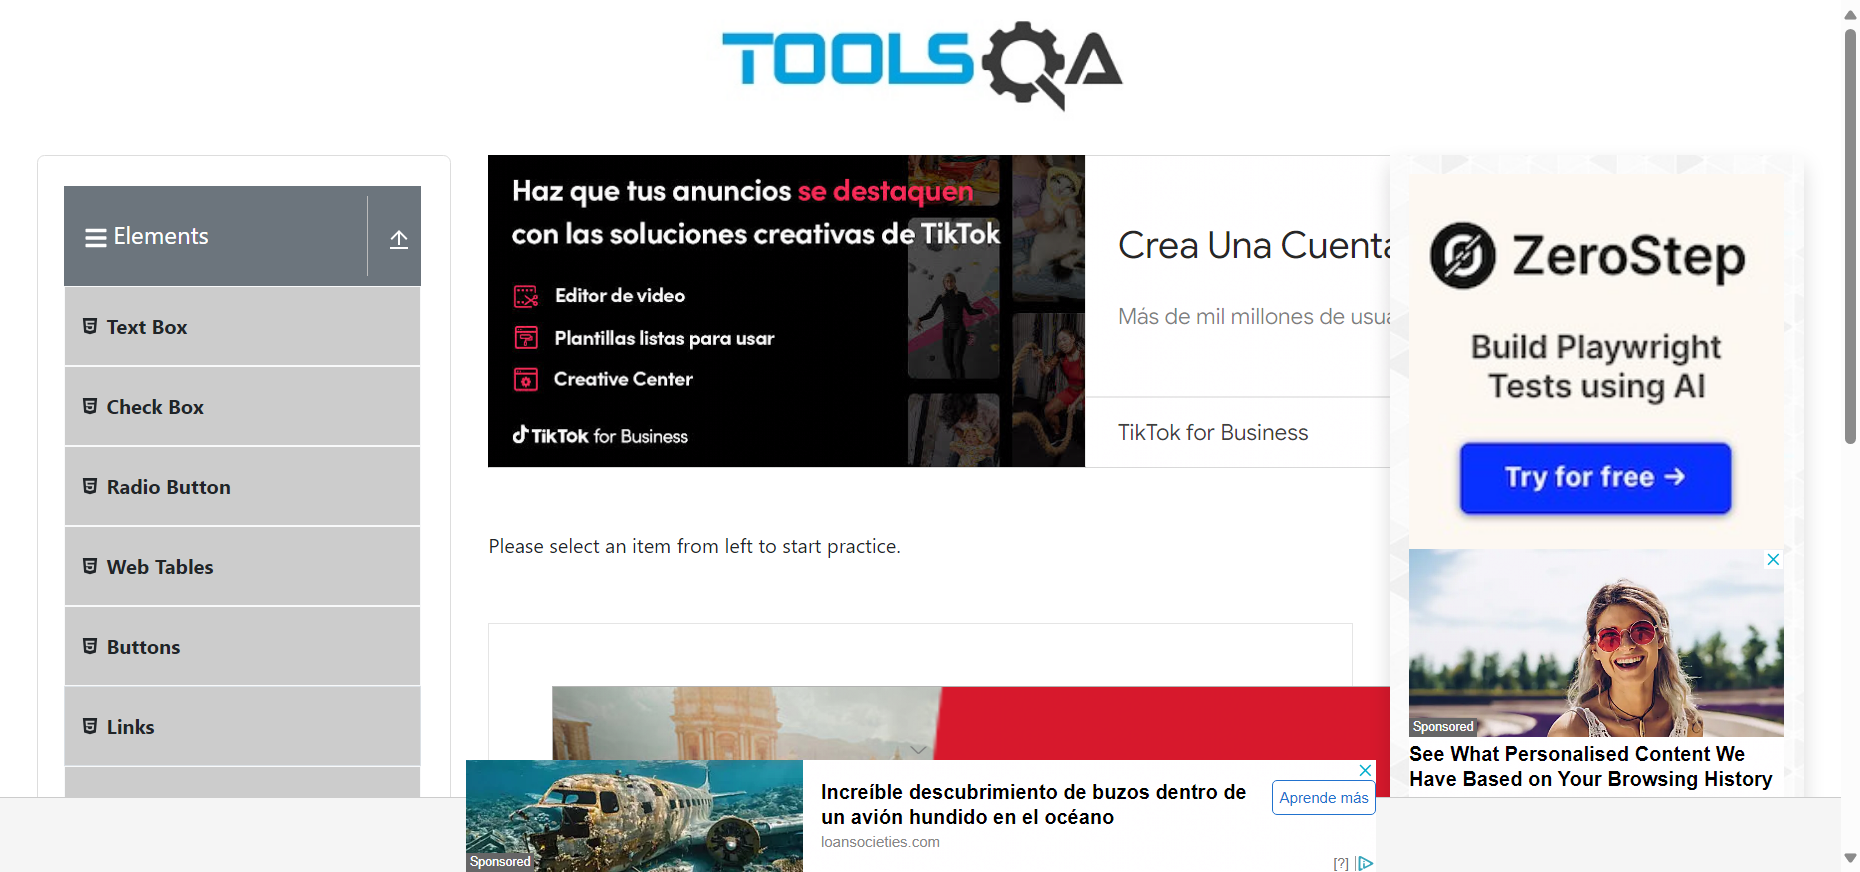 TOOLSQA
Elements
Text Box
Check Box
Radio Button
Web Tables
Buttons
Links
Haz que tus anuncios se destaquen
con las soluciones creativas de TikTok
Editor de video
Plantillas listas para usar
Creative Center
TikTok for Business
Crea Una Cuenta
Más de mil millones de usua
TikTok for Business
Please select an item from left to start practice.
ZeroStep
Build Playwright
Tests using AI
Try for free →
Sponsored
See What Personalised Content We
Have Based on Your Browsing History
Sponsored
Increíble descubrimiento de buzos dentro de
un avión hundido en el océano
loansocieties.com
Aprende más
[?]